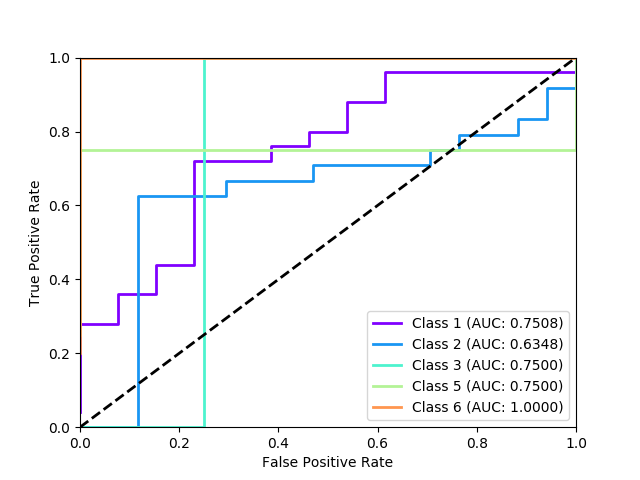 1.0
0.8
0.6
0.4
0.2
0.0
True Positive Rate
Class 1 (AUC: 0.7508)
Class 2 (AUC: 0.6348)
Class 3 (AUC: 0.7500)
Class 5 (AUC: 0.7500)
Class 6 (AUC: 1.0000)
0.0 0.2 0.4 0.6 0.8 1.0
False Positive Rate